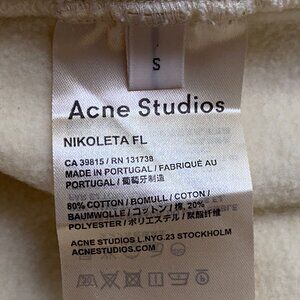 S
Acne Studios
NIKOLETA FL
CA 39815 / RN 131738
MADE IN PORTUGAL / FABRIQUÉ AU
PORTUGAL / 葡萄牙制造
80% COTTON / BOMULL / COTON /
BAUMWOLLE / コットン / 棉, 20%
POLYESTER / ポリエステル / 聚酯纤维
ACNE STUDIOS L.NYG.23 STOCKHOLM
ACNESTUDIOS.COM